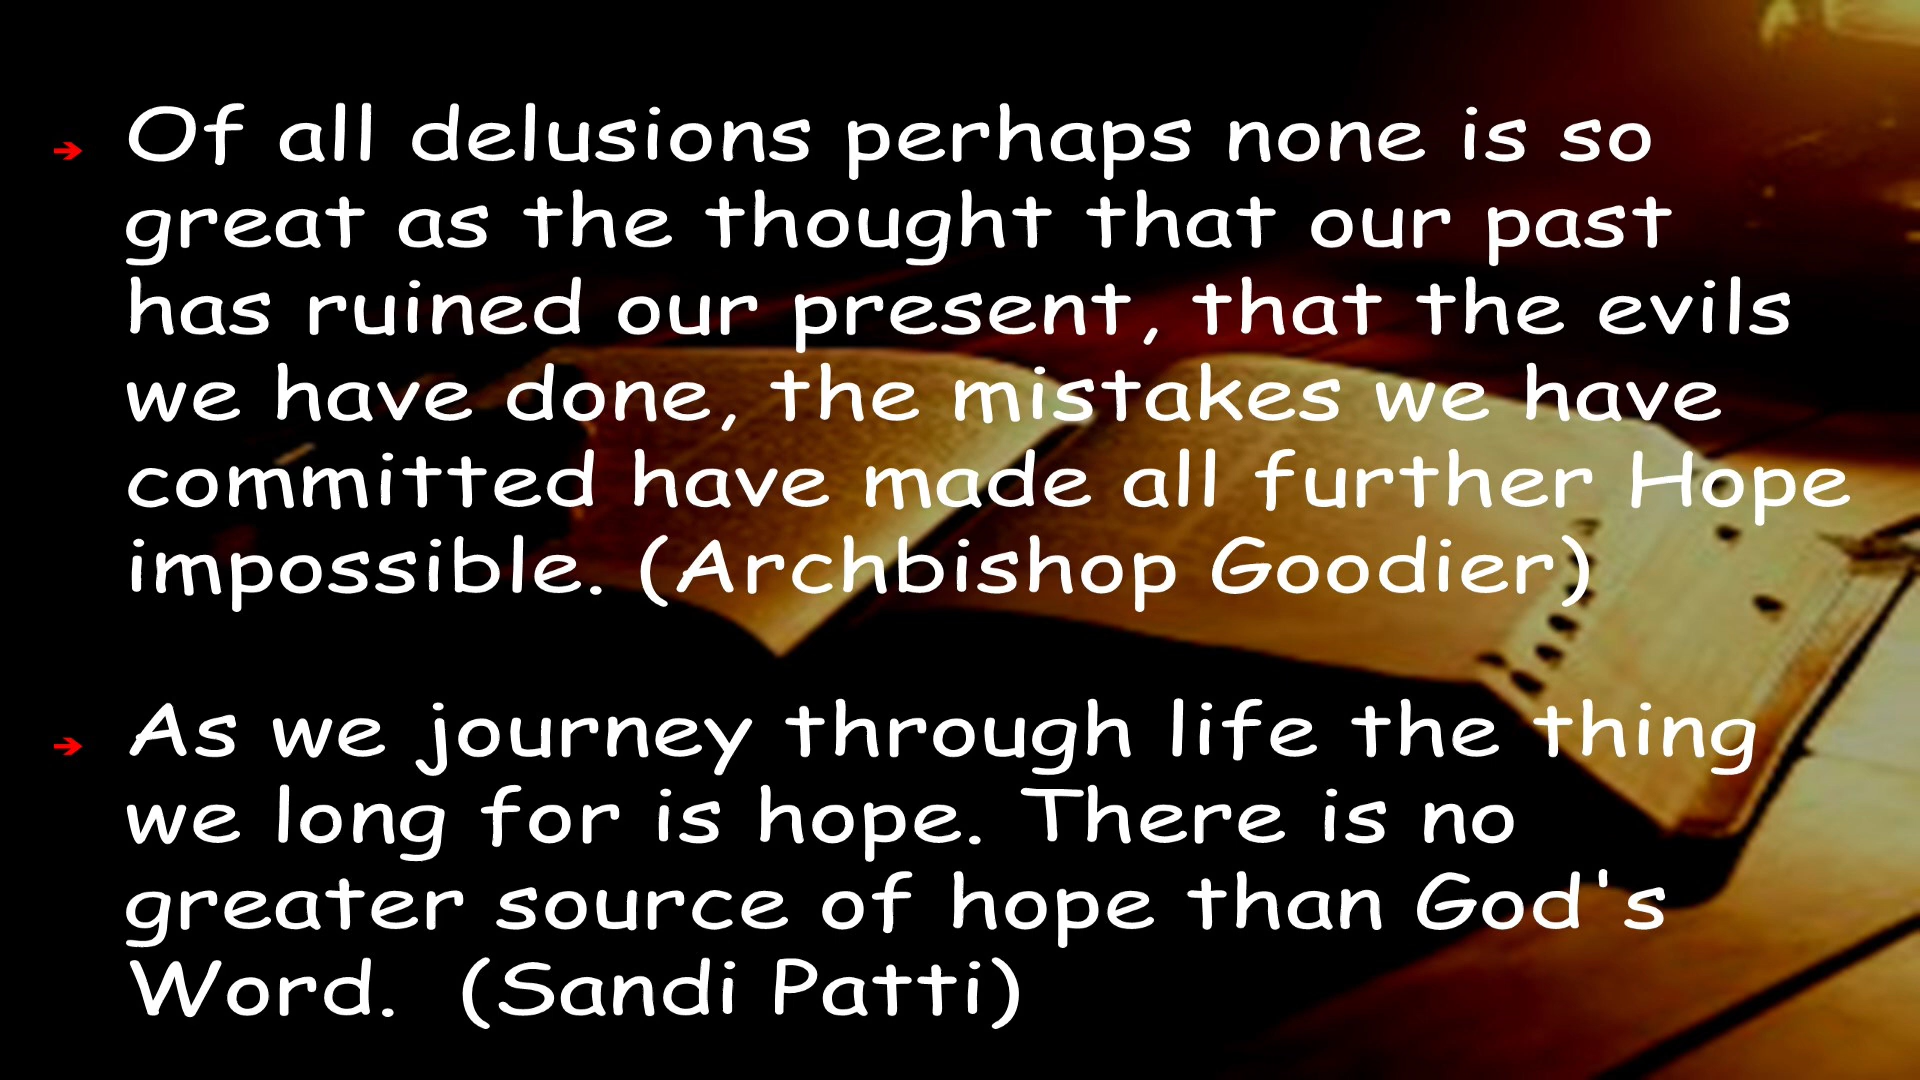 Of all delusions perhaps none is so
great as the thought that our past
has ruined our present, that the evils
we have done, the mistakes we have
committed have made all further Hope
impossible. (Archbishop Goodier)
As we journey through life the thing
we long for is hope. There is no
greater source of hope than God's
Word.  (Sandi Patti)